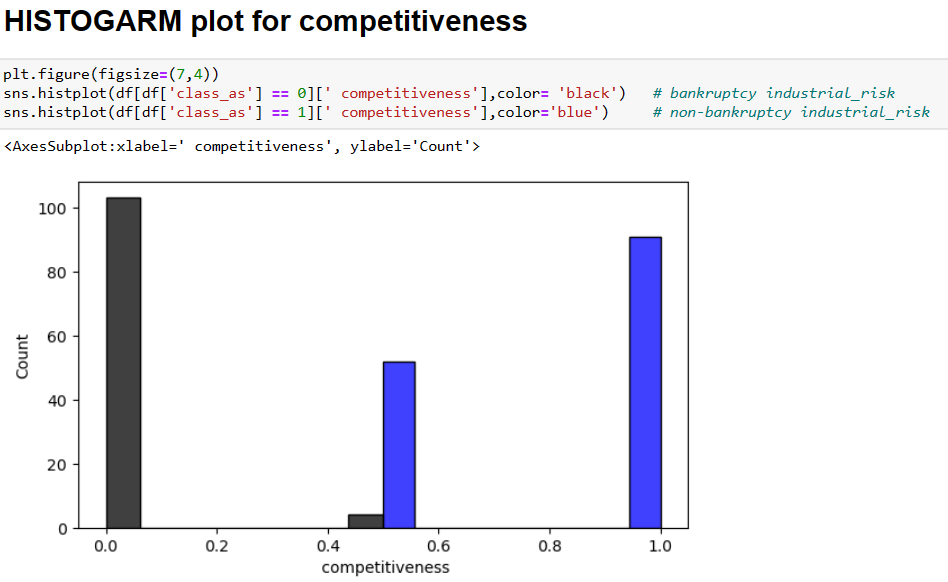 HISTOGARM plot for competitiveness
plt.figure(figsize=(7,4))
sns.histplot(df[df['class_as'] == 0][' competitiveness'],color= 'black')   # bankruptcy industrial_risk
sns.histplot(df[df['class_as'] == 1][' competitiveness'],color='blue')     # non-bankruptcy industrial_risk
<AxesSubplot:xlabel=' competitiveness', ylabel='Count'>
100
80
60
40
20
0
Count
0.0 0.2 0.4 0.6 0.8 1.0
competitiveness